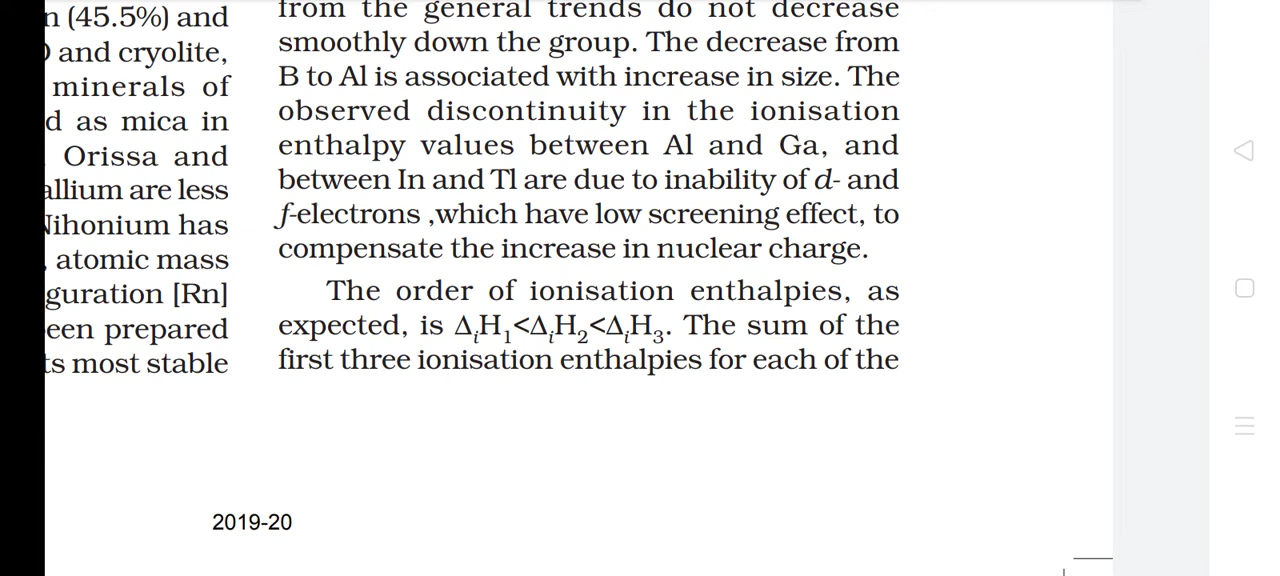 (45.5%) and
and cryolite,
minerals of
as mica in
Orissa and
are less
Nihonium has
, atomic mass
[Rn]
prepared
most stable
from the general trends do not decrease
smoothly down the group. The decrease from
B to Al is associated with increase in size. The
observed discontinuity in the ionisation
enthalpy values between Al and Ga, and
between In and Tl are due to inability of d- and
f-electrons ,which have low screening effect, to
compensate the increase in nuclear charge.
The order of ionisation enthalpies, as
expected, is ΔᵢH₁<ΔᵢH₂<ΔᵢH₃. The sum of the
first three ionisation enthalpies for each of the
2019-20